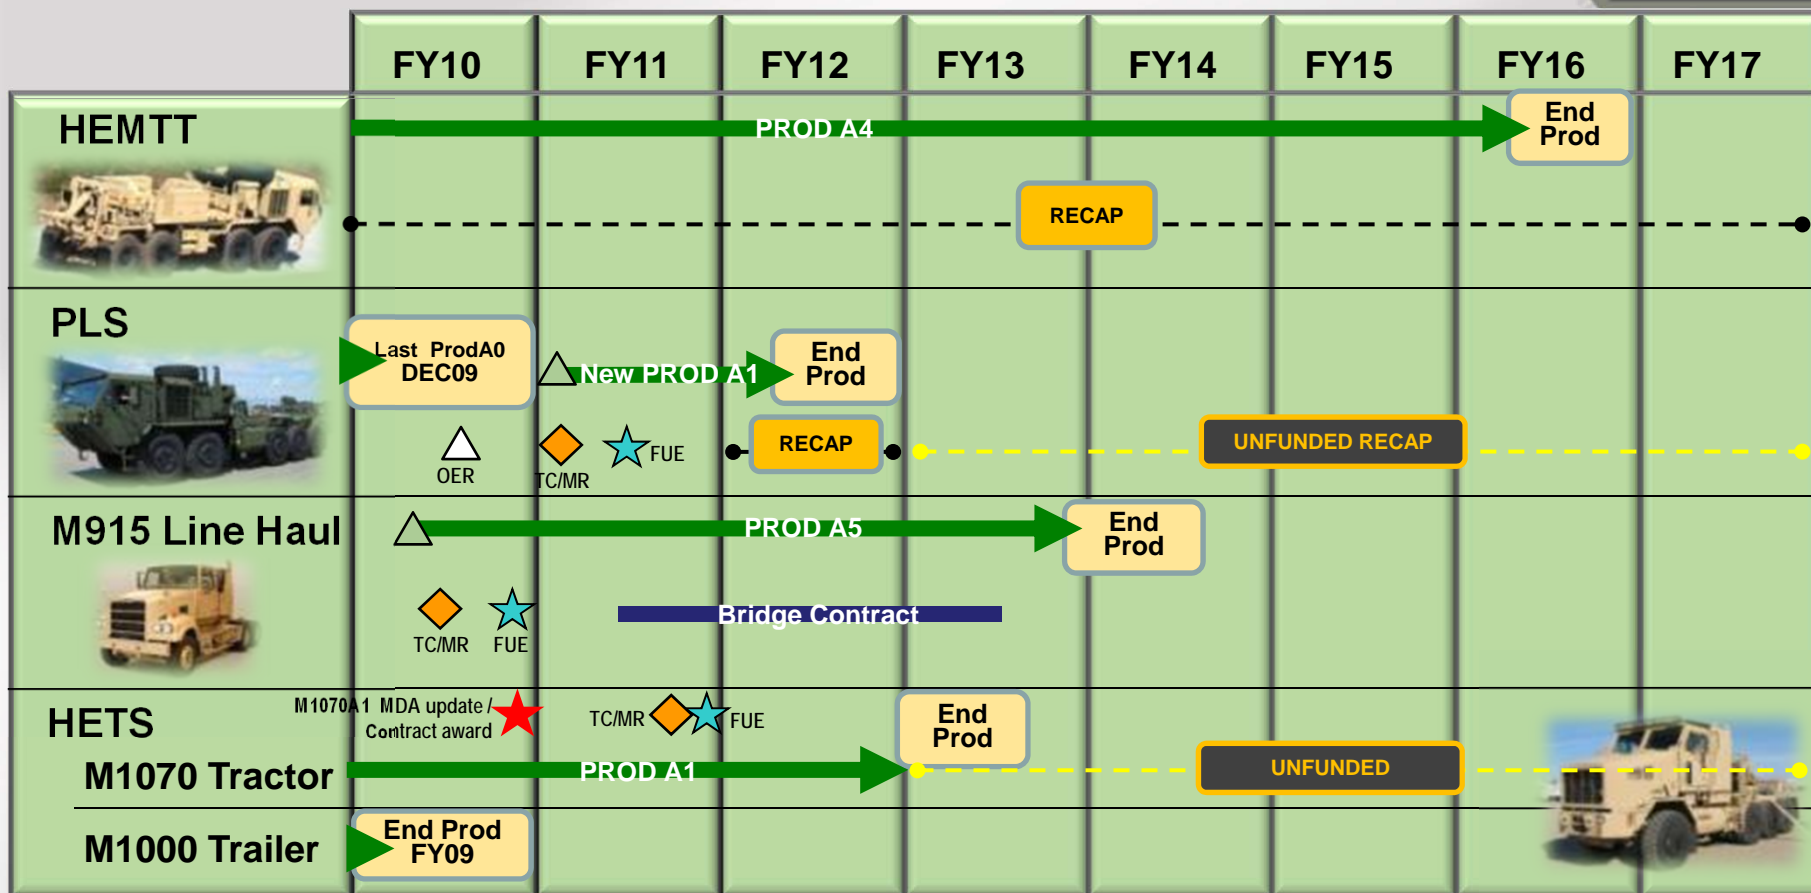 FY10 FY11 FY12 FY13 FY14 FY15 FY16 FY17
HEMTT
PROD A4
End
Prod
RECAP
PLS
Last ProdA0
DEC09
New PROD A1
End
Prod
OER
TC/MR
FUE
RECAP
UNFUNDED RECAP
M915 Line Haul
PROD A5
End
Prod
TC/MR
FUE
Bridge Contract
HETS
M1070A1 MDA update /
Contract award
TC/MR
FUE
End
Prod
M1070 Tractor
PROD A1
UNFUNDED
M1000 Trailer
End Prod
FY09